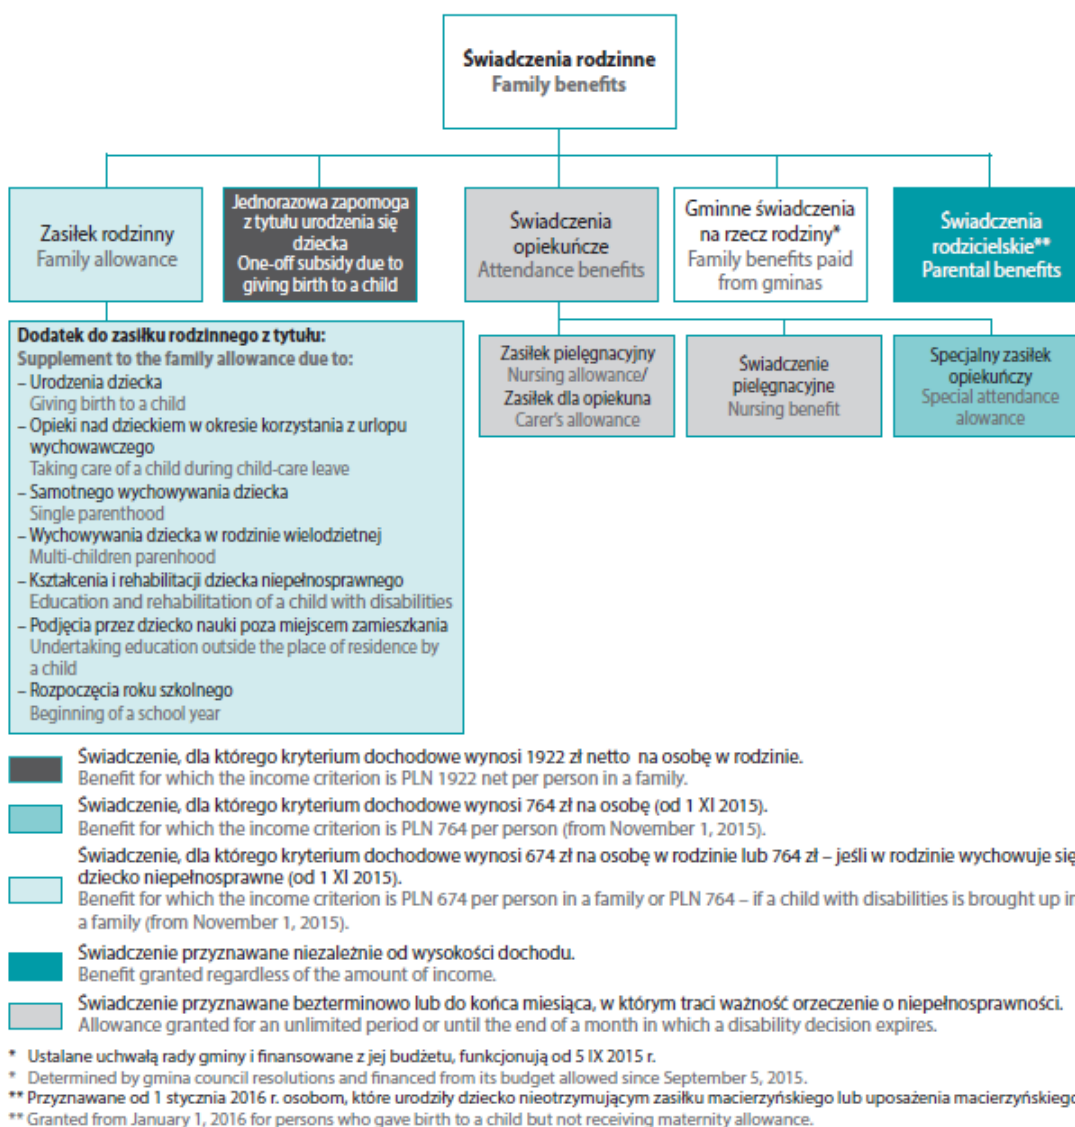 Świadczenia rodzinne
Family benefits
Zasiłek rodzinny
Family allowance
Jednorazowa zapomoga
z tytułu urodzenia się
dziecka
One-off subsidy due to
giving birth to a child
Świadczenia
opiekuńcze
Attendance benefits
Gminne świadczenia
na rzecz rodziny*
Family benefits paid
from gminas
Świadczenia
rodzicielskie**
Parental benefits
Dodatek do zasiłku rodzinnego z tytułu:
Supplement to the family allowance due to:
– Urodzenia dziecka
Giving birth to a child
– Opieki nad dzieckiem w okresie korzystania z urlopu
wychowawczego
Taking care of a child during child-care leave
– Samotnego wychowywania dziecka
Single parenthood
– Wychowywania dziecka w rodzinie wielodzietnej
Multi-children parenhood
– Kształcenia i rehabilitacji dziecka niepełnosprawnego
Education and rehabilitation of a child with disabilities
– Podjęcia przez dziecko nauki poza miejscem zamieszkania
Undertaking education outside the place of residence by
a child
– Rozpoczęcia roku szkolnego
Beginning of a school year
Zasiłek pielęgnacyjny
Nursing allowance/
Zasiłek dla opiekuna
Carer's allowance
Świadczenie
pielęgnacyjne
Nursing benefit
Specjalny zasiłek
opiekuńczy
Special attendance
alowance
Świadczenie, dla którego kryterium dochodowe wynosi 1922 zł netto na osobę w rodzinie.
Benefit for which the income criterion is PLN 1922 net per person in a family.
Świadczenie, dla którego kryterium dochodowe wynosi 764 zł na osobę (od 1 XI 2015).
Benefit for which the income criterion is PLN 764 per person (from November 1, 2015).
Świadczenie, dla którego kryterium dochodowe wynosi 674 zł na osobę w rodzinie lub 764 zł – jeśli w rodzinie wychowuje się
dziecko niepełnosprawne (od 1 XI 2015).
Benefit for which the income criterion is PLN 674 per person in a family or PLN 764 – if a child with disabilities is brought up in
a family (from November 1, 2015).
Świadczenie przyznawane niezależnie od wysokości dochodu.
Benefit granted regardless of the amount of income.
Świadczenie przyznawane bezterminowo lub do końca miesiąca, w którym traci ważność orzeczenie o niepełnosprawności.
Allowance granted for an unlimited period or until the end of a month in which a disability decision expires.
* Ustalane uchwałą rady gminy i finansowane z jej budżetu, funkcjonują od 5 IX 2015 r.
* Determined by gmina council resolutions and financed from its budget allowed since September 5, 2015.
** Przyznawane od 1 stycznia 2016 r. osobom, które urodziły dziecko nieotrzymującym zasiłku macierzyńskiego lub uposażenia macierzyńskiego
** Granted from January 1, 2016 for persons who gave birth to a child but not receiving maternity allowance.